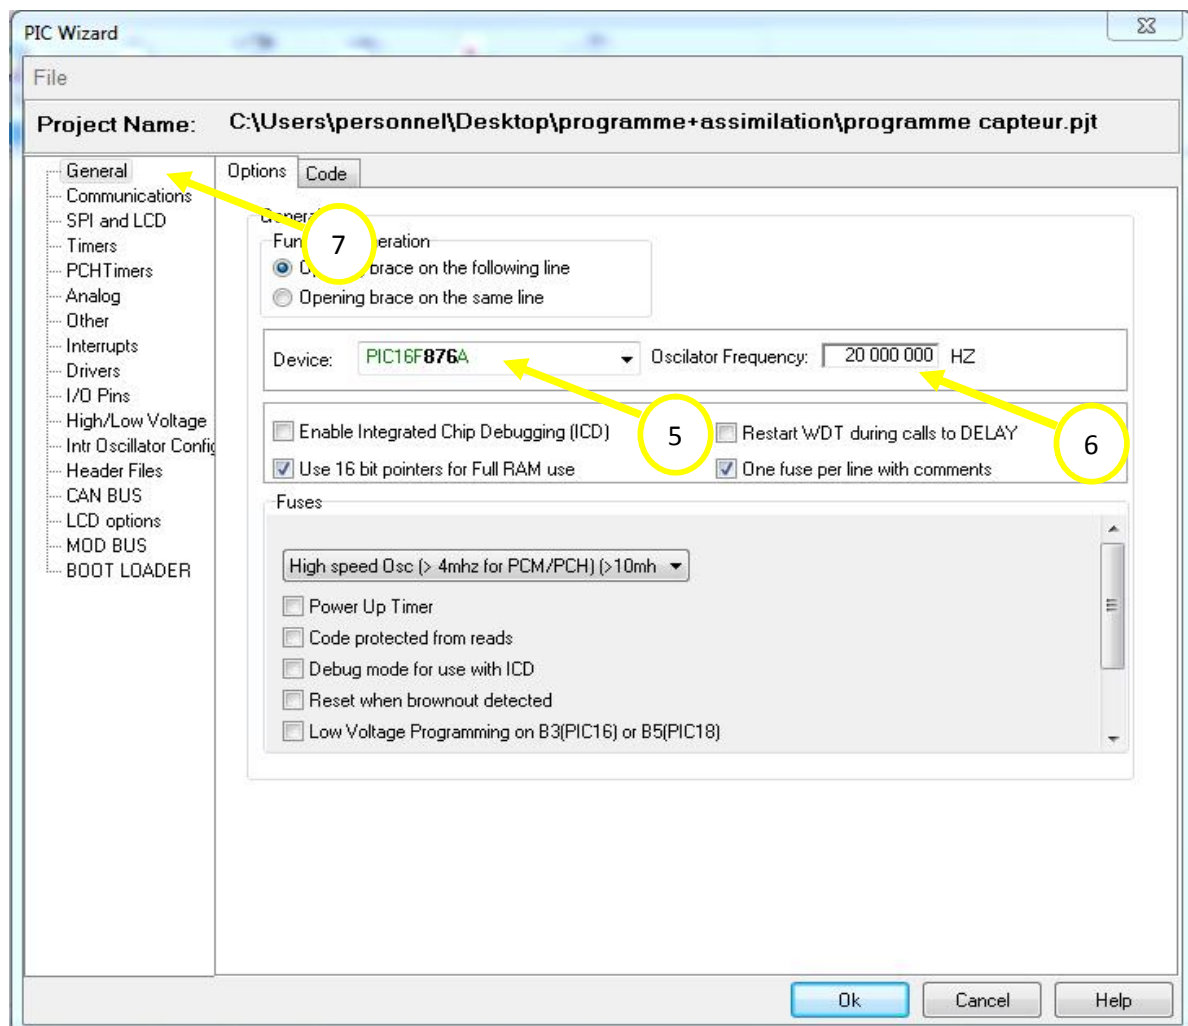 PIC Wizard
File
Project Name: C:\Users\personnel\Desktop\programme+assimilation\programme capteur.pjt
General
Communications
SPI and LCD
Timers
PCHTimers
Analog
Other
Interrupts
Drivers
I/O Pins
High/Low Voltage
Intr Oscillator Config
Header Files
CAN BUS
LCD options
MOD BUS
BOOT LOADER
Options Code
7
Opening brace on the same line
brace on the following line
Device: PIC16F876A Oscilator Frequency: 20 000 000 HZ
5
6
Enable Integrated Chip Debugging (ICD) Restart WDT during calls to DELAY
Use 16 bit pointers for Full RAM use One fuse per line with comments
Fuses
High speed Osc (> 4mhz for PCM/PCH) (>10mh
Power Up Timer
Code protected from reads
Debug mode for use with ICD
Reset when brownout detected
Low Voltage Programming on B3(PIC16) or B5(PIC18)
Ok Cancel Help